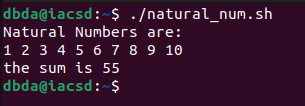 dbda@iacsd:~$ ./natural_num.sh
Natural Numbers are:
1 2 3 4 5 6 7 8 9 10
the sum is 55
dbda@iacsd:~$